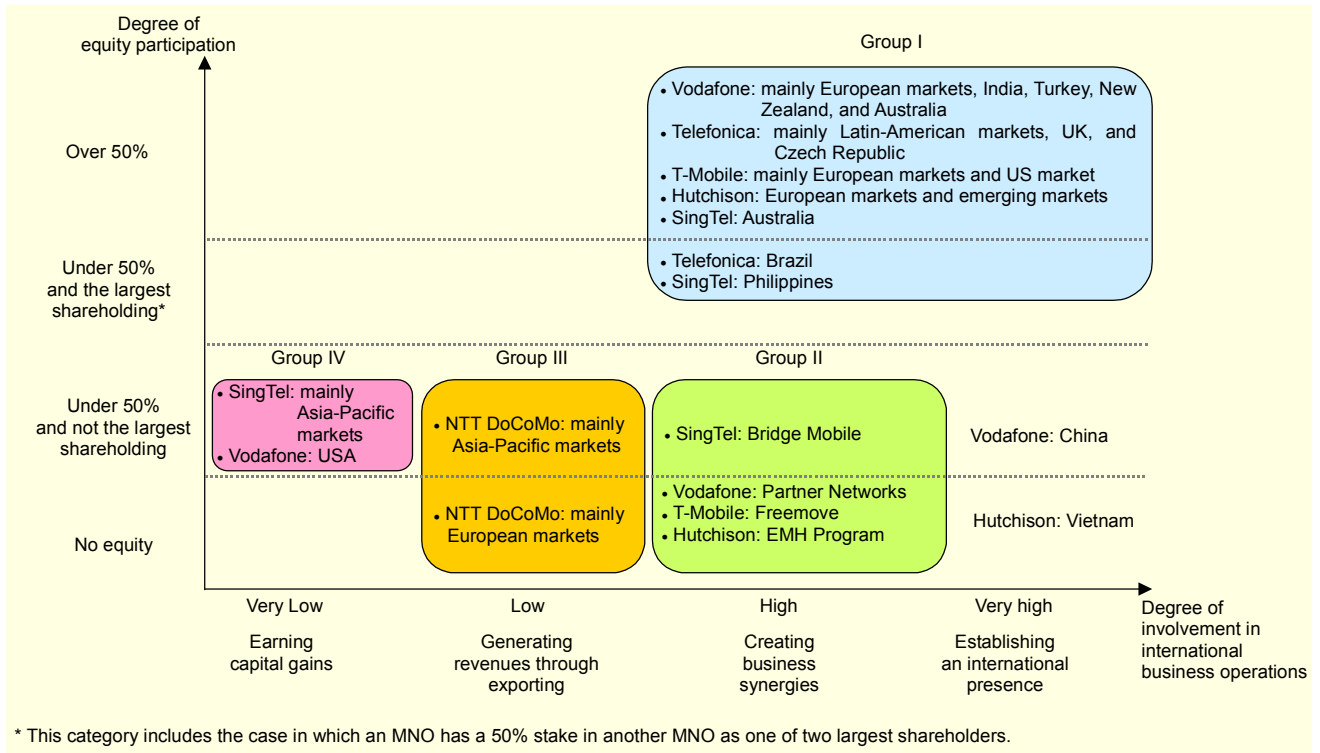 Degree of
equity participation
Group I
Over 50%
• Vodafone: mainly European markets, India, Turkey, New
Zealand, and Australia
• Telefonica: mainly Latin-American markets, UK, and
Czech Republic
• T-Mobile: mainly European markets and US market
• Hutchison: European markets and emerging markets
• SingTel: Australia
Under 50%
and the largest
shareholding*
• Telefonica: Brazil
• SingTel: Philippines
Group IV
Group III
Group II
Under 50%
and not the largest
shareholding
• SingTel: mainly
Asia-Pacific
markets
• Vodafone: USA
• NTT DoCoMo: mainly
Asia-Pacific markets
• SingTel: Bridge Mobile
Vodafone: China
No equity
• NTT DoCoMo: mainly
European markets
• Vodafone: Partner Networks
• T-Mobile: Freemove
• Hutchison: EMH Program
Hutchison: Vietnam
Very Low
Low
High
Very high
Earning
capital gains
Generating
revenues through
exporting
Creating
business
synergies
Establishing
an international
presence
Degree of
involvement in
international
business operations
* This category includes the case in which an MNO has a 50% stake in another MNO as one of two largest shareholders.